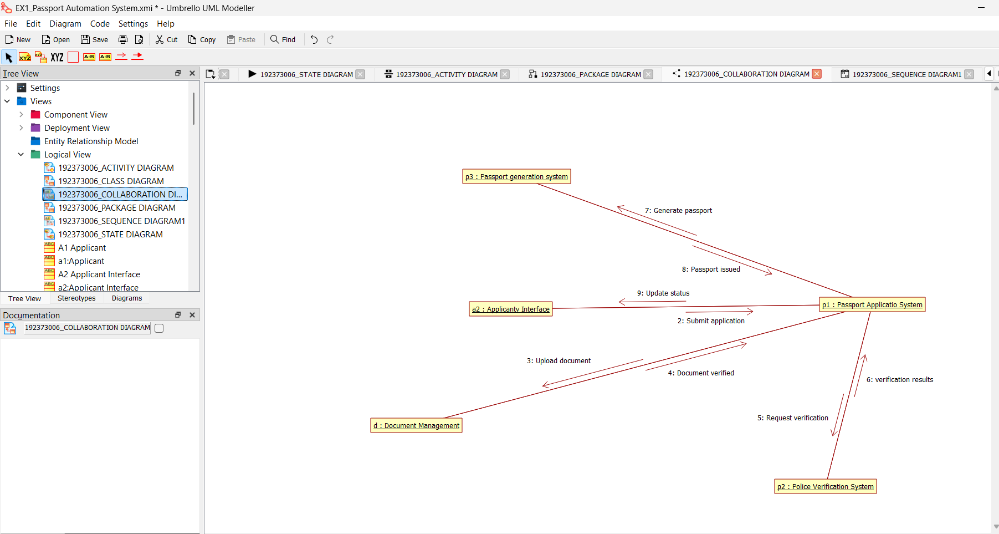 EX1_Passport Automation System.xmi * - Umbrello UML Modeller
File Edit Diagram Code Settings Help
New Open Save Cut Copy Paste Find
XYZ XYZ XYZ A:B A:B
Tree View
192373006_STATE DIAGRAM 192373006_ACTIVITY DIAGRAM 192373006_PACKAGE DIAGRAM 192373006_COLLABORATION DIAGRAM 192373006_SEQUENCE DIAGRAM1
Settings
Views
Component View
Deployment View
Entity Relationship Model
Logical View
192373006_ACTIVITY DIAGRAM
192373006_CLASS DIAGRAM
192373006_COLLABORATION DI...
192373006_PACKAGE DIAGRAM
192373006_SEQUENCE DIAGRAM1
192373006_STATE DIAGRAM
ABC A1 Applicant
ABC a1:Applicant
ABC A2 Applicant Interface
ABC a2:Applicant Interface
Tree View Stereotypes Diagrams
Documentation
192373006_COLLABORATION DIAGRAM
p3 : Passport generation system
7: Generate passport
8: Passport issued
9: Update status
a2 : Applicantv Interface
p1 : Passport Applicatio System
2: Submit application
3: Upload document
4: Document verified
6: verification results
5: Request verification
d : Document Management
p2 : Police Verification System